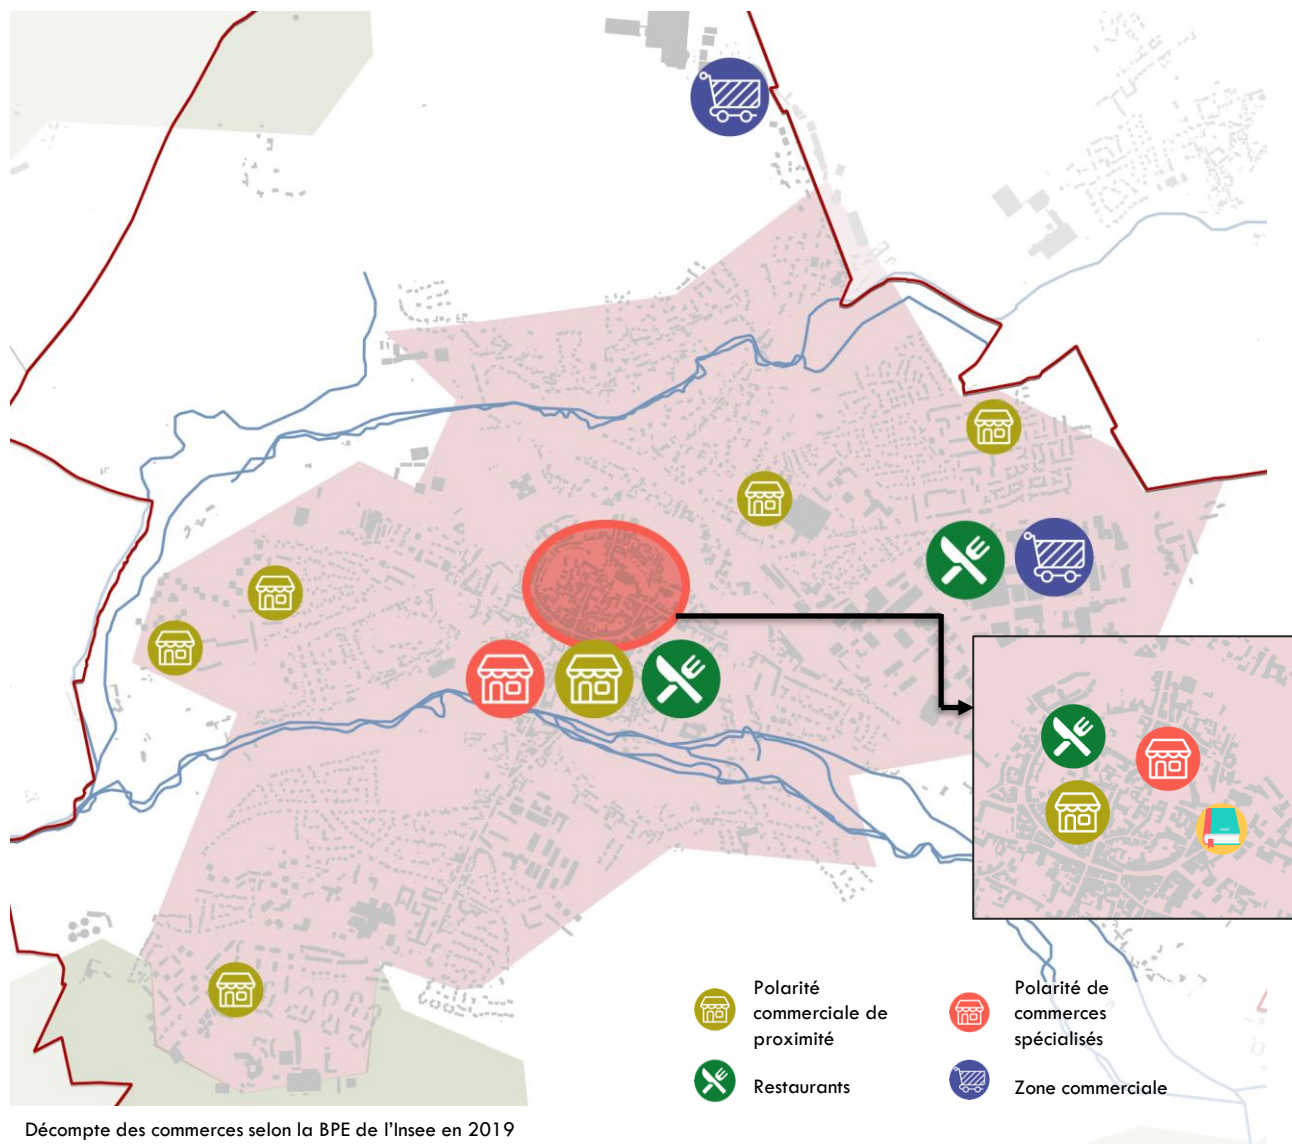 Polarité
commerciale de
proximité
Polarité de
commerces
spécialisés
Restaurants
Zone commerciale
Décompte des commerces selon la BPE de l'Insee en 2019